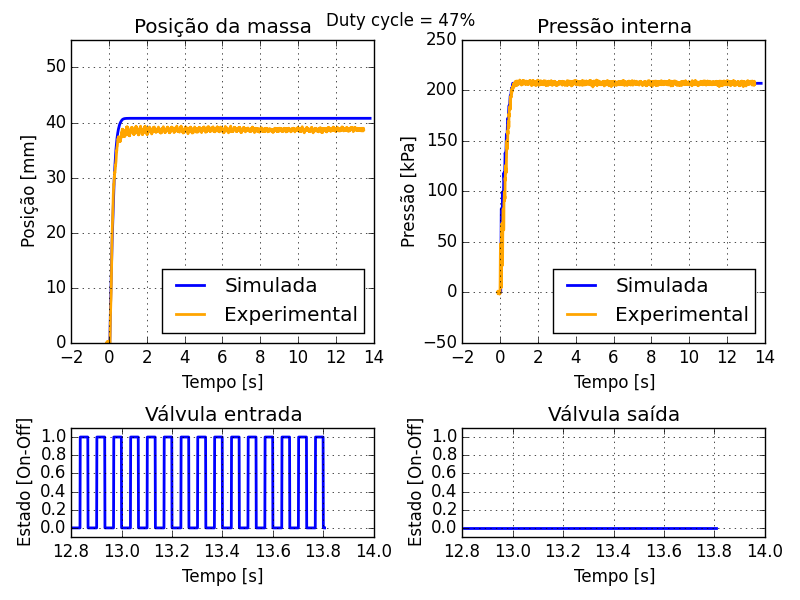 Duty cycle = 47%
Posição da massa
Posição [mm]
50
40
30
20
10
0
Simulada
Experimental
−2 0 2 4 6 8 10 12 14
Tempo [s]
Pressão interna
Pressão [kPa]
250
200
150
100
50
0
−50
Simulada
Experimental
−2 0 2 4 6 8 10 12 14
Tempo [s]
Válvula entrada
Estado [On-Off]
1.0
0.8
0.6
0.4
0.2
0.0
12.8 13.0 13.2 13.4 13.6 13.8 14.0
Tempo [s]
Válvula saída
Estado [On-Off]
1.0
0.8
0.6
0.4
0.2
0.0
12.8 13.0 13.2 13.4 13.6 13.8 14.0
Tempo [s]